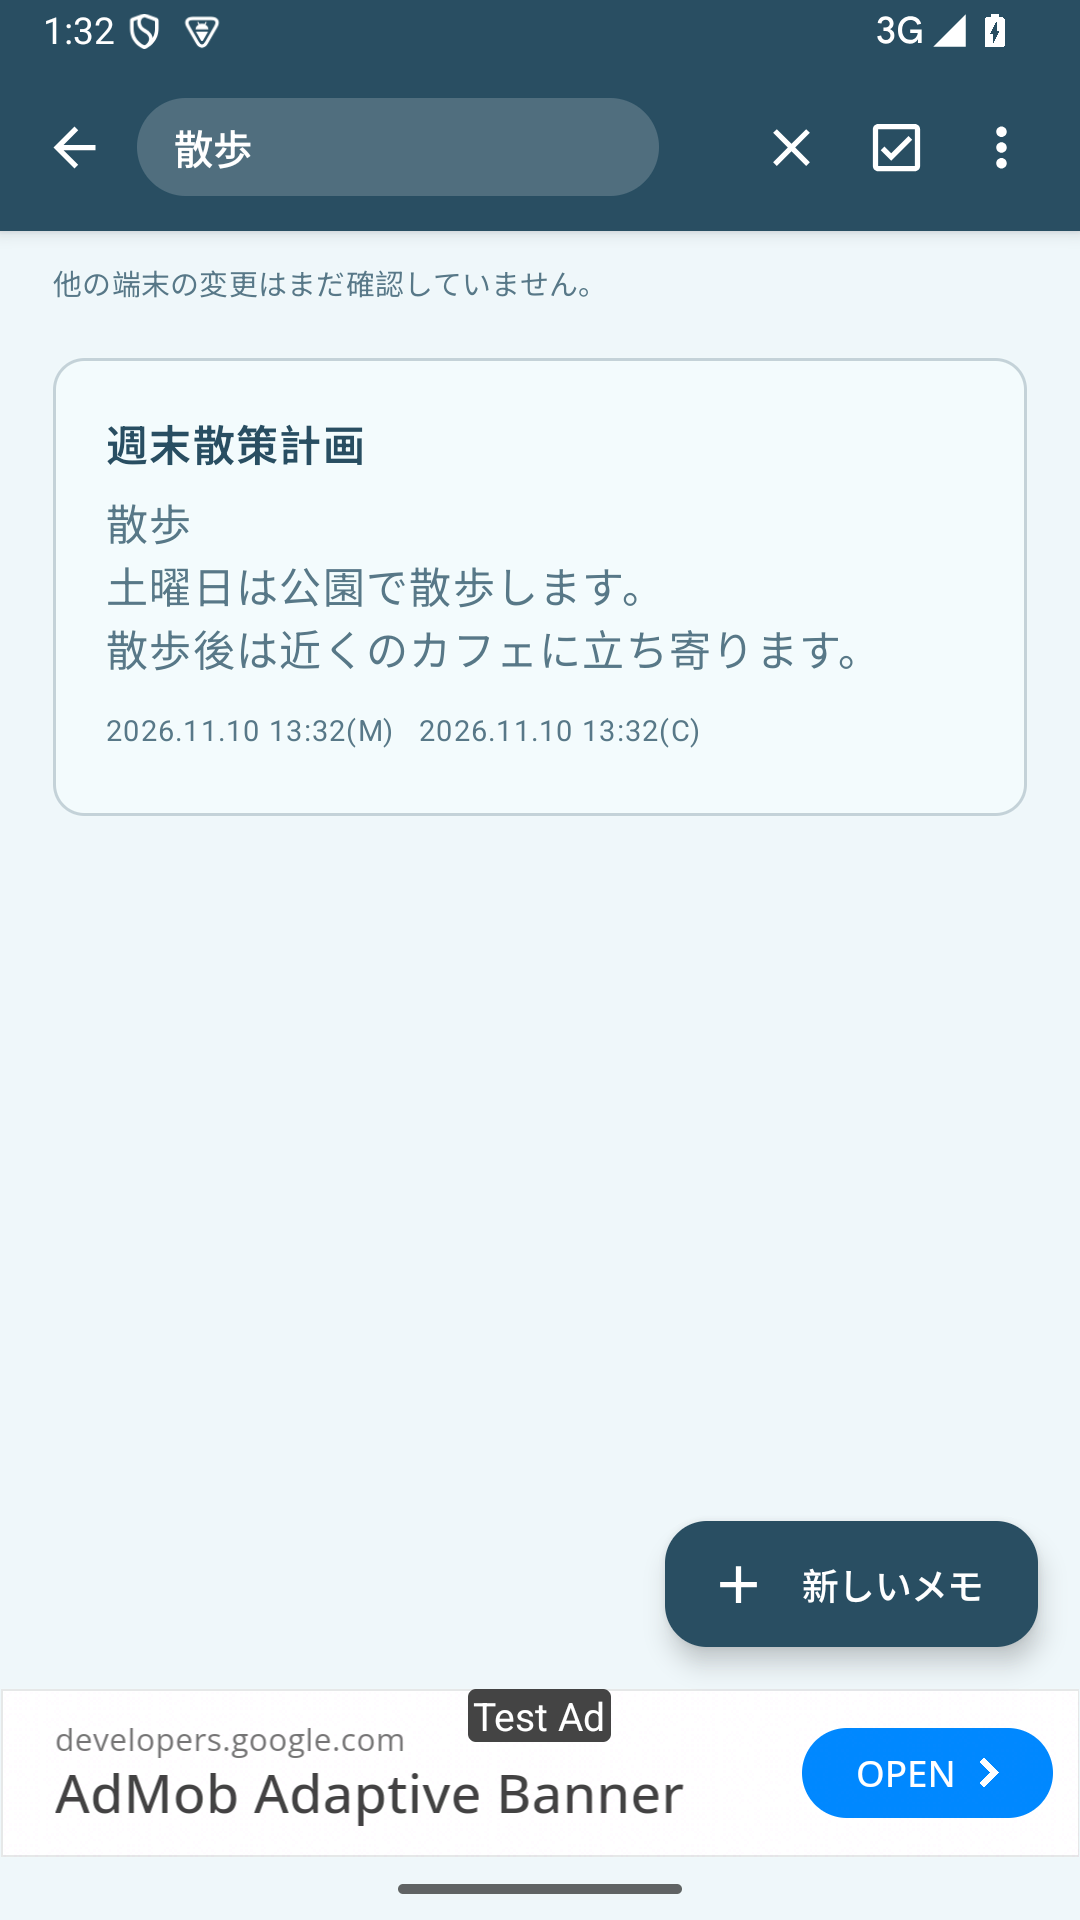 1:32
3G
散歩
他の端末の変更はまだ確認していません。
週末散策計画
散歩
土曜日は公園で散歩します。
散歩後は近くのカフェに立ち寄ります。
2026.11.10 13:32(M) 2026.11.10 13:32(C)
新しいメモ
Test Ad
developers.google.com
AdMob Adaptive Banner
OPEN